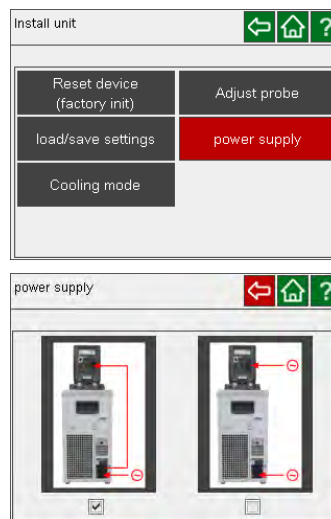 Install unit
?
Reset device
(factory init)
Adjust probe
load/save settings
power supply
Cooling mode
power supply
?